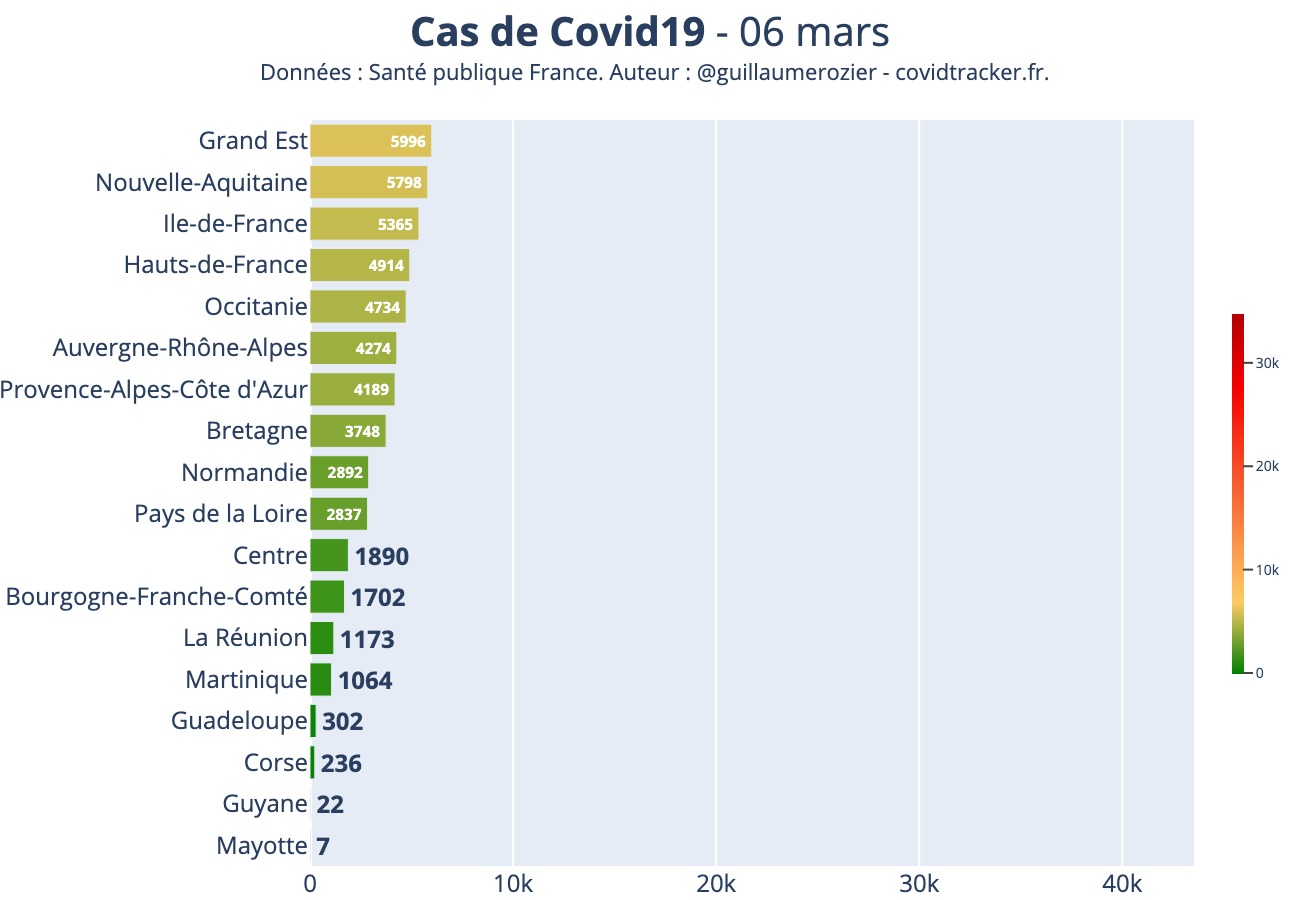 Cas de Covid19 - 06 mars
Données : Santé publique France. Auteur : @guillaumerozier - covidtracker.fr.
Grand Est 5996
Nouvelle-Aquitaine 5798
Ile-de-France 5365
Hauts-de-France 4914
Occitanie 4734
Auvergne-Rhône-Alpes 4274
Provence-Alpes-Côte d'Azur 4189
Bretagne 3748
Normandie 2892
Pays de la Loire 2837
Centre 1890
Bourgogne-Franche-Comté 1702
La Réunion 1173
Martinique 1064
Guadeloupe 302
Corse 236
Guyane 22
Mayotte 7
0 10k 20k 30k 40k
30k
20k
10k
0